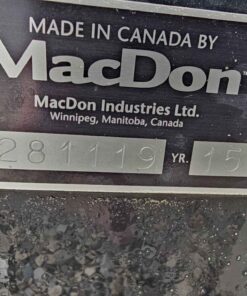 MADE IN CANADA BY
MacDon
MacDon Industries Ltd.
Winnipeg, Manitoba, Canada
281119 YR. 15